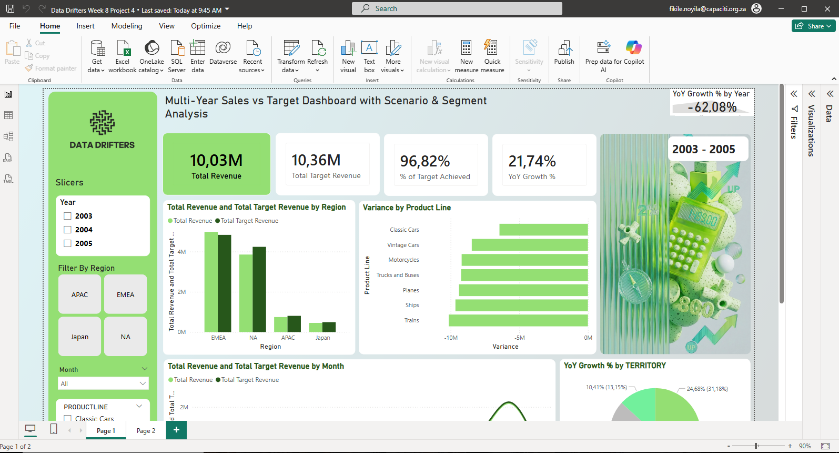 Data Drifters Week 8 Project 4 • Last saved: Today at 9:45 AM
Search
fikile.noyila@capaciti.org.za
File Home Insert Modeling View Optimize Help
Share
Paste
Cut
Copy
Format painter
Clipboard
Get data
Excel workbook
OneLake catalog
SQL Server
Enter data
Dataverse
Recent sources
Data
Transform data
Refresh
Queries
New visual
Text box
More visuals
Insert
New visual calculation
New measure
Quick measure
Calculations
Sensitivity
Sensitivity
Publish
Share
Prep data for AI
Copilot
Copilot
DATA DRIFTERS
Slicers
Year
2003
2004
2005
Filter By Region
APAC EMEA
Japan NA
Month
All
PRODUCTLINE
Classic Cars
Multi-Year Sales vs Target Dashboard with Scenario & Segment
Analysis
YoY Growth % by Year
-62,08%
10,03M
Total Revenue
10,36M
Total Target Revenue
96,82%
% of Target Achieved
21,74%
YoY Growth %
2003 - 2005
UP
Total Revenue and Total Target Revenue by Region
Total Revenue Total Target Revenue
Total Revenue and Total Target ...
4M
2M
0M
EMEA NA APAC Japan
Region
Variance by Product Line
Product Line
Classic Cars
Vintage Cars
Motorcycles
Trucks and Buses
Planes
Ships
Trains
-10M -5M 0M
Variance
Total Revenue and Total Target Revenue by Month
Total Revenue Total Target Revenue
2M
YoY Growth % by TERRITORY
10,41% (13,15%)
24,68% (31,18%)
Filters
Visualizations
Data
Page 1 Page 2 +
Page 1 of 2
90%